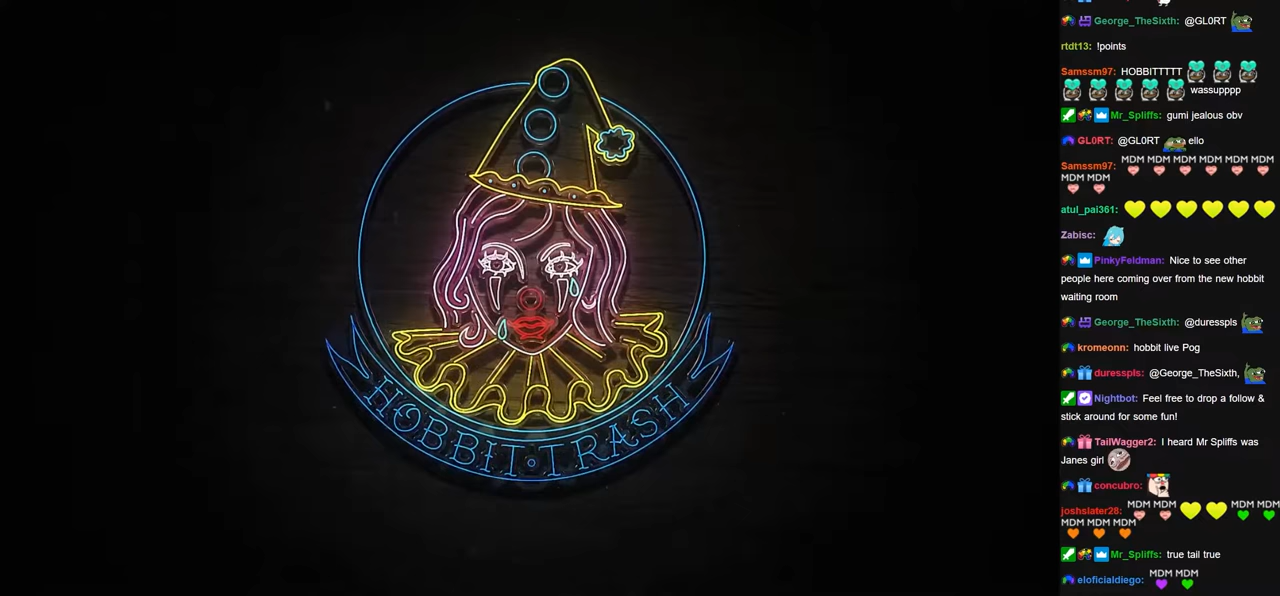 HOBBIT·TRASH
George_TheSixth: @GL0RT
rtdt13: !points
Samssm97: HOBBITTTTT
wassupppp
Mr_Spliffs: gumi jealous obv
GL0RT: @GL0RT ello
MDM MDM MDM MDM MDM MDM
Samssm97:
MDM MDM
atul_pai361:
Zabisc:
PinkyFeldman: Nice to see other
people here coming over from the new hobbit
waiting room
George_TheSixth: @duresspls
kromeonn: hobbit live Pog
duresspls: @George_TheSixth,
Nightbot: Feel free to drop a follow &
stick around for some fun!
TailWagger2: I heard Mr Spliffs was
Janes girl
concubro:
MDM MDM MDM MDM
joshslater28:
MDM MDM MDM
Mr_Spliffs: true tail true
MDM MDM
eloficialdiego: